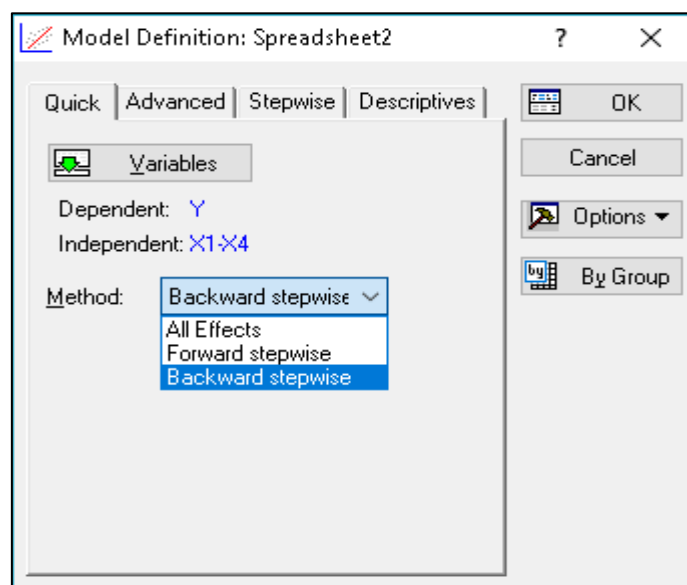 Model Definition: Spreadsheet2 ?
Quick Advanced Stepwise Descriptives
OK
Variables
Cancel
Dependent: Y
Independent: X1-X4
Options
By Group
by
Method: Backward stepwise
All Effects
Forward stepwise
Backward stepwise